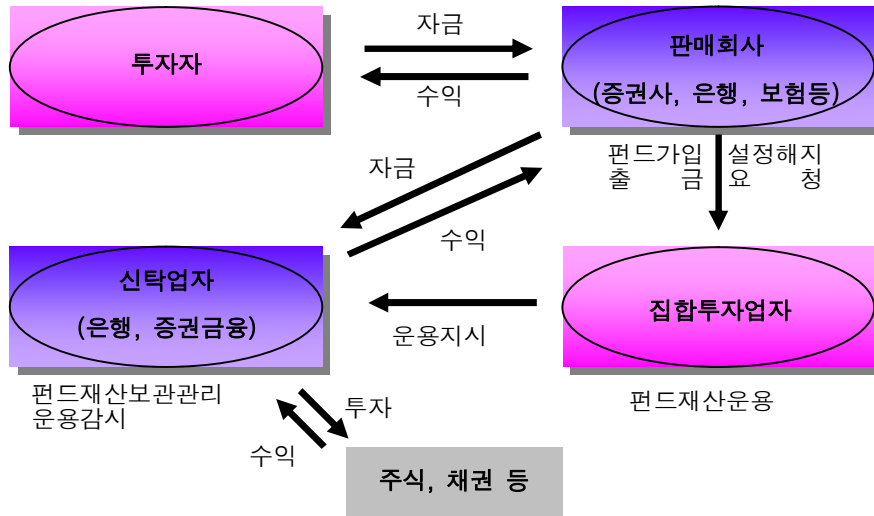 자금
투자자
판매회사
(증권사, 은행, 보험등)
수익
펀드가입 설정해지
출 금 요 청
자금
수익
신탁업자
(은행, 증권금융)
집합투자업자
운용지시
펀드재산보관관리
운용감시
펀드재산운용
투자
수익
주식, 채권 등